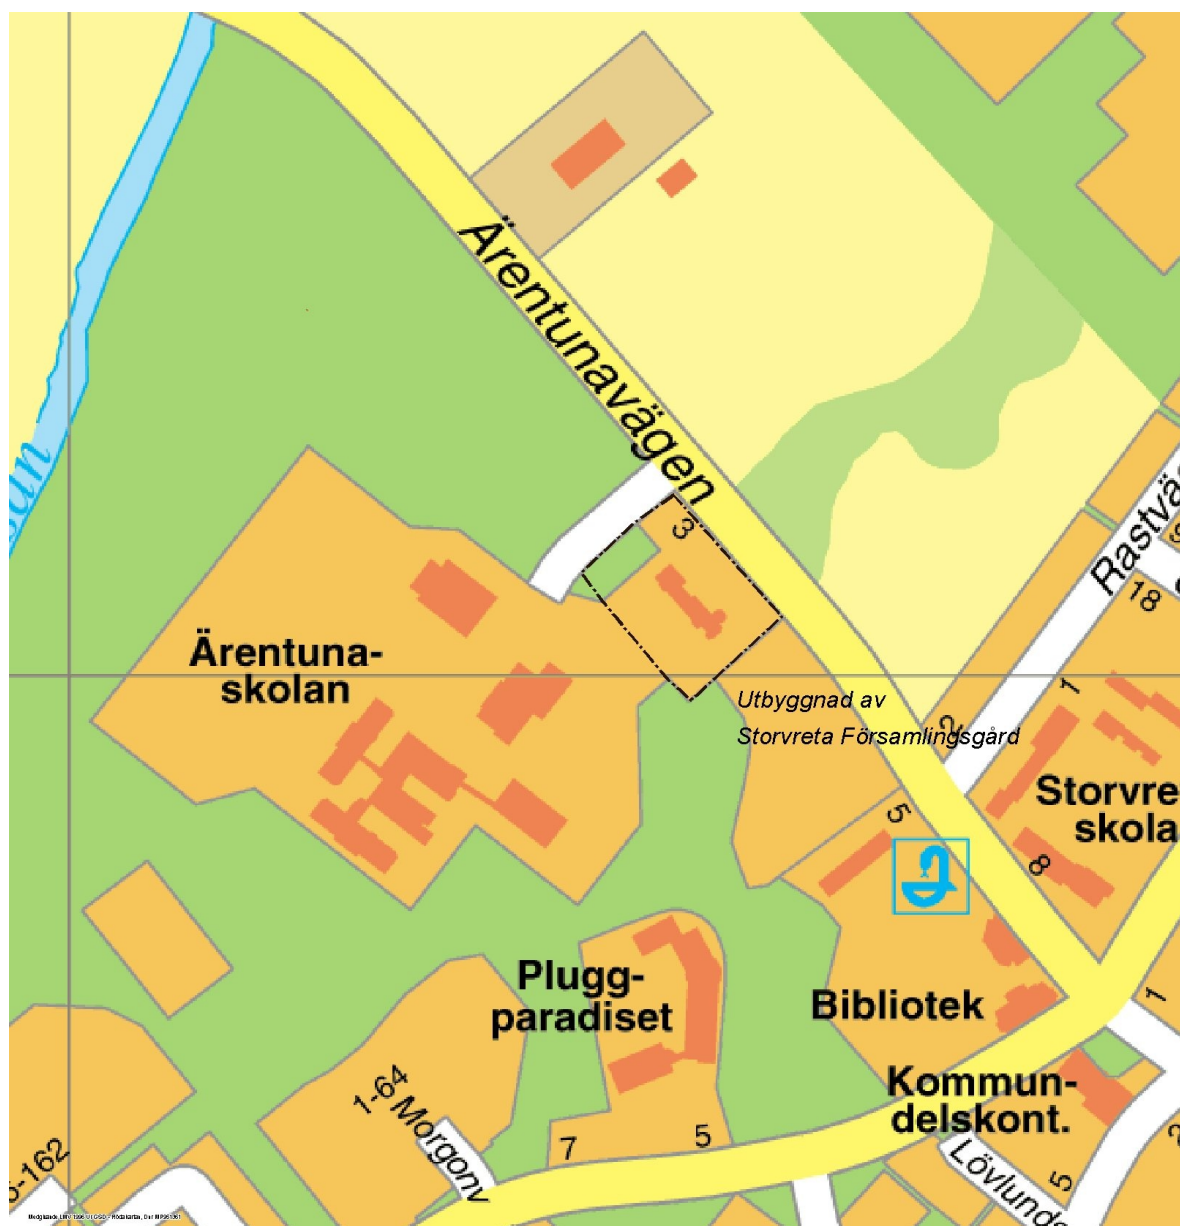 Ärentunavägen
3
Rastvä
18
1
Ärentuna-
skolan
Utbyggnad av
Storvreta Församlingsgård
2
5
Storvre
skola
8
Plugg-
paradiset
Bibliotek
1
Kommun-
delskont.
1-64
Morgonv
7
5
Lövlunde
5
2
-162